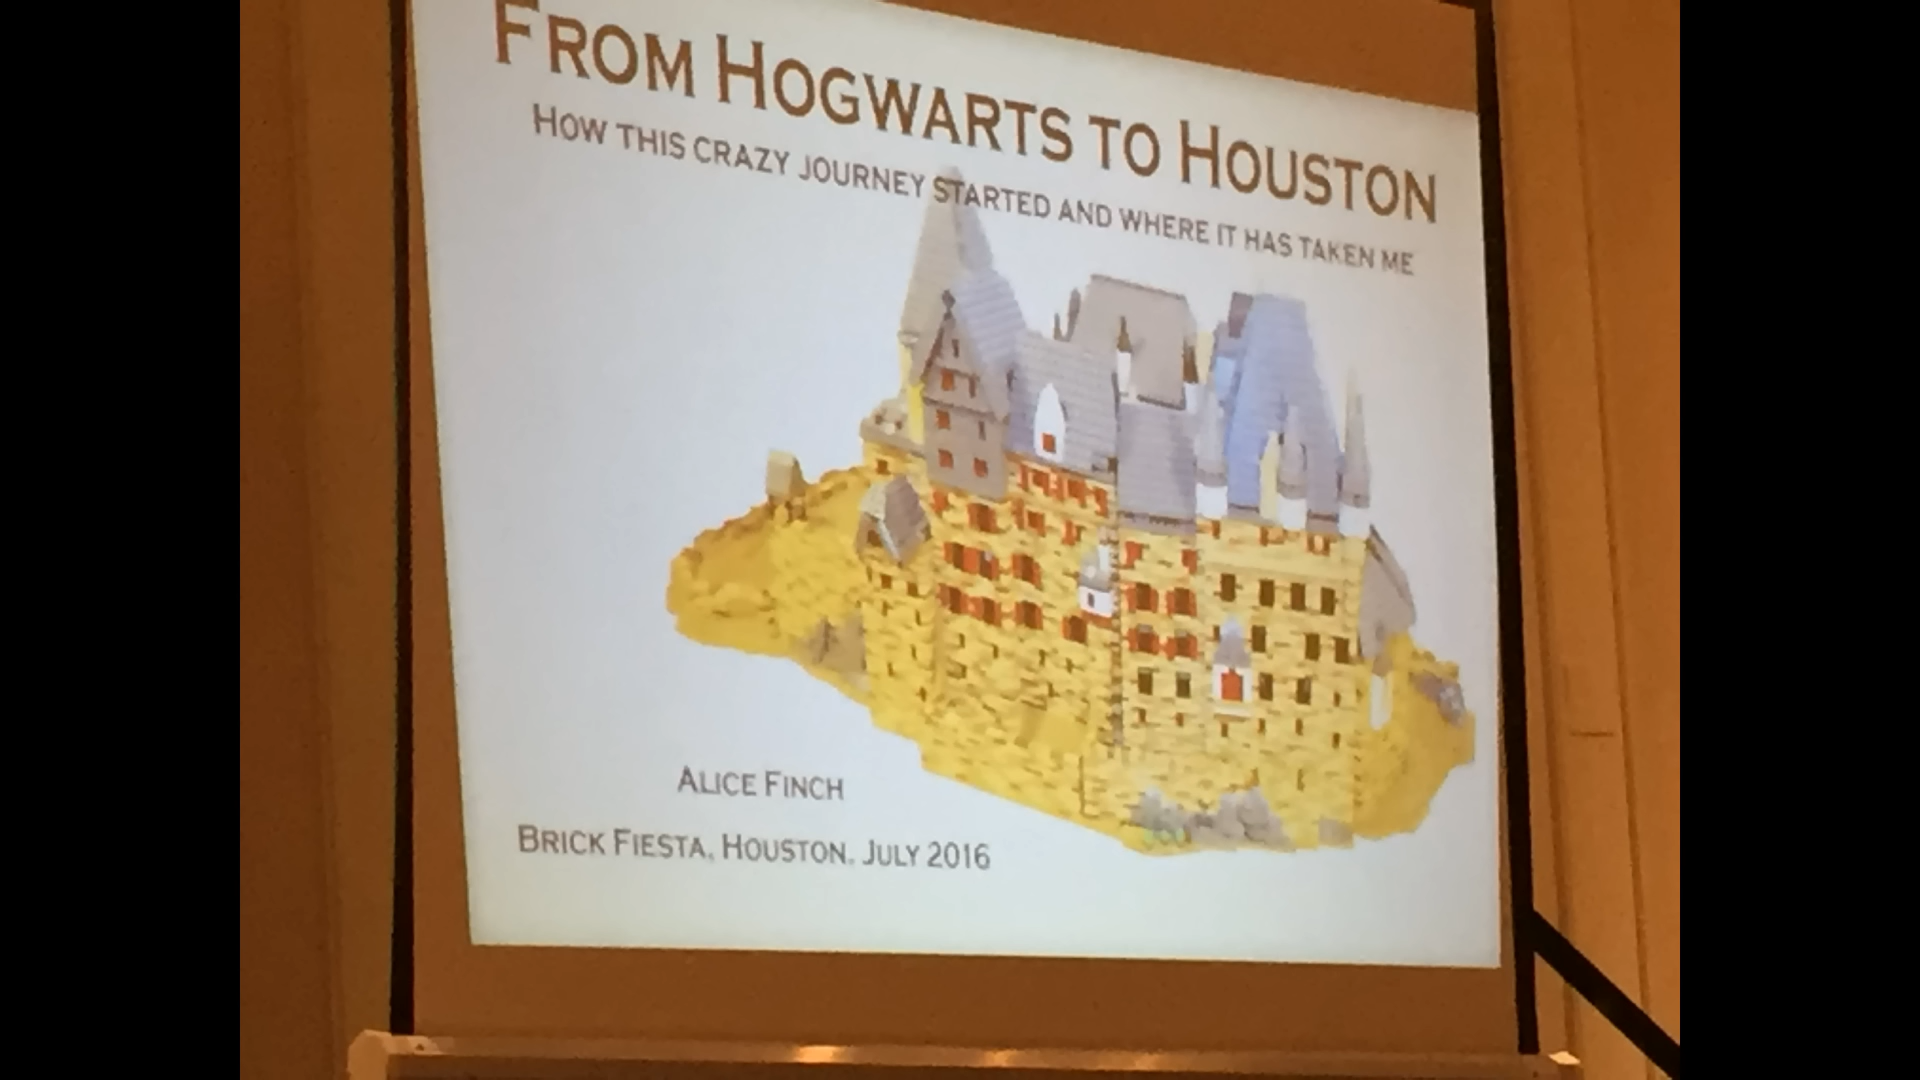 From Hogwarts to Houston
How this crazy journey started and where it has taken me
Alice Finch
Brick Fiesta, Houston, July 2016